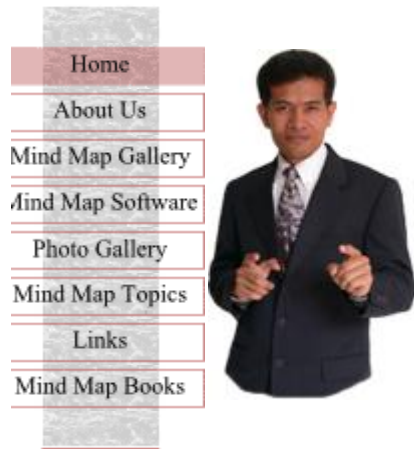 Home
About Us
Mind Map Gallery
Mind Map Software
Photo Gallery
Mind Map Topics
Links
Mind Map Books